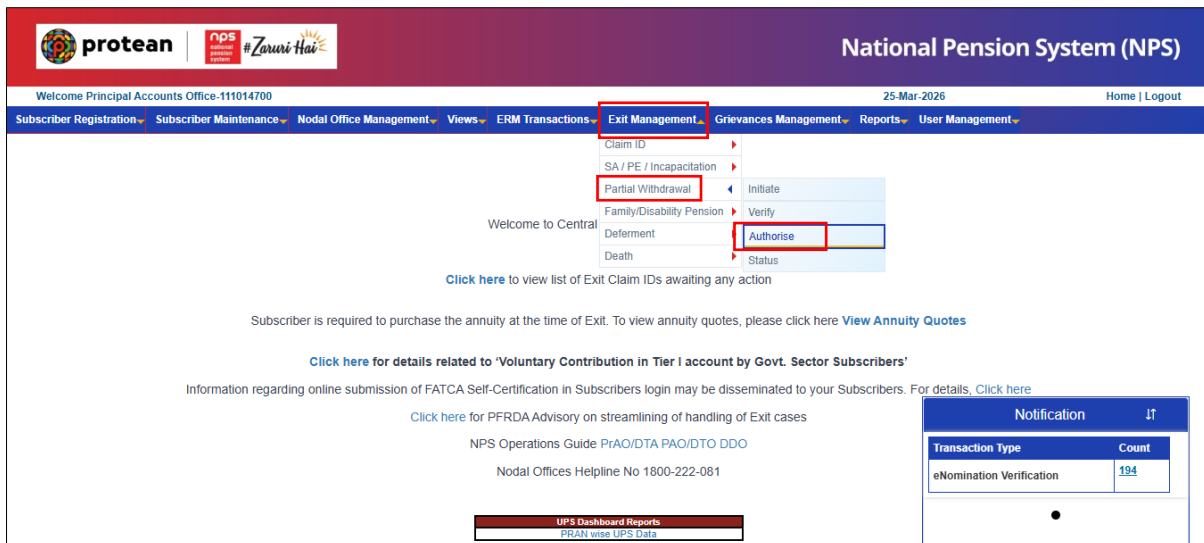 protean
nps
national
pension
system
#Zaruri Hai
National Pension System (NPS)
Welcome Principal Accounts Office-111014700
25-Mar-2026
Home | Logout
Subscriber Registration Subscriber Maintenance Nodal Office Management Views ERM Transactions Exit Management Grievances Management Reports User Management
Claim ID
SA / PE / Incapacitation
Partial Withdrawal
Initiate
Family/Disability Pension
Verify
Deferment
Authorise
Death
Status
Welcome to Central
Click here to view list of Exit Claim IDs awaiting any action
Subscriber is required to purchase the annuity at the time of Exit. To view annuity quotes, please click here View Annuity Quotes
Click here for details related to ‘Voluntary Contribution in Tier I account by Govt. Sector Subscribers’
Information regarding online submission of FATCA Self-Certification in Subscribers login may be disseminated to your Subscribers. For details, Click here
Click here for PFRDA Advisory on streamlining of handling of Exit cases
NPS Operations Guide PrAO/DTA PAO/DTO DDO
Nodal Offices Helpline No 1800-222-081
Notification
Transaction Type Count
eNomination Verification 194
UPS Dashboard Reports
PRAN wise UPS Data